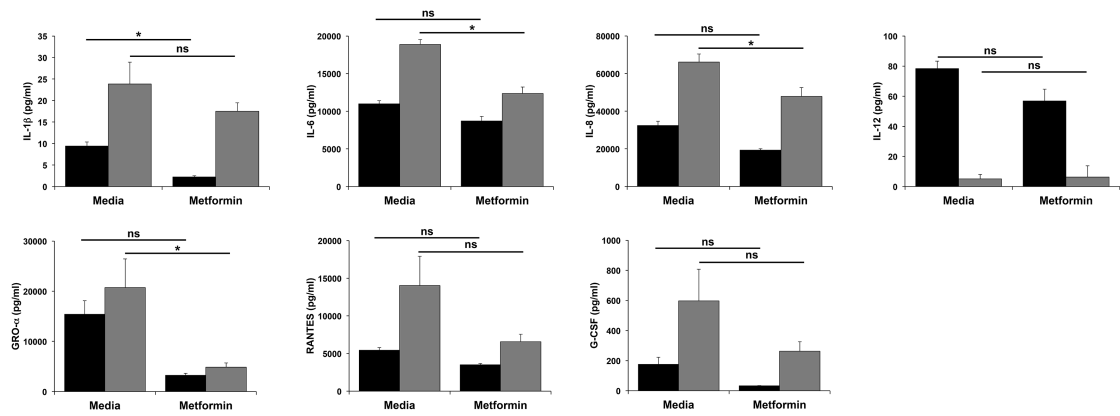 ns
*
*
ns
IL-1β (pg/ml)
35
30
25
20
15
10
5
0
Media Metformin
ns
*
IL-6 (pg/ml)
20000
15000
10000
5000
0
Media Metformin
ns
*
IL-8 (pg/ml)
80000
60000
40000
20000
0
Media Metformin
ns
ns
IL-12 (pg/ml)
100
80
60
40
20
0
Media Metformin
ns
*
GRO-α (pg/ml)
30000
20000
10000
0
Media Metformin
ns
ns
RANTES (pg/ml)
20000
15000
10000
5000
0
Media Metformin
ns
ns
G-CSF (pg/ml)
1000
800
600
400
200
0
Media Metformin